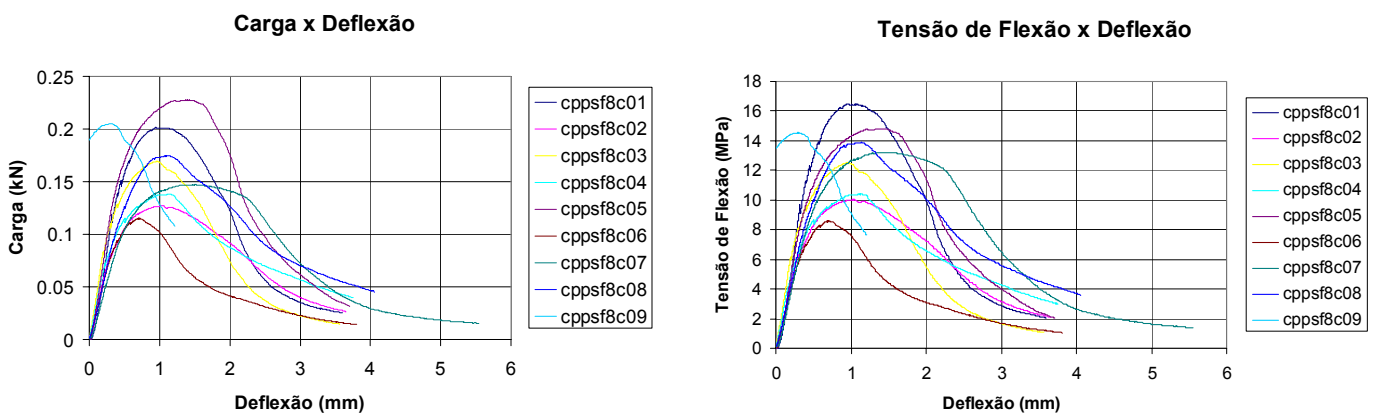 Carga x Deflexão
Carga (kN)
0.25
0.2
0.15
0.1
0.05
0
0 1 2 3 4 5 6
Deflexão (mm)
cppsf8c01
cppsf8c02
cppsf8c03
cppsf8c04
cppsf8c05
cppsf8c06
cppsf8c07
cppsf8c08
cppsf8c09
Tensão de Flexão x Deflexão
Tensão de Flexão (MPa)
18
16
14
12
10
8
6
4
2
0
0 1 2 3 4 5 6
Deflexão (mm)
cppsf8c01
cppsf8c02
cppsf8c03
cppsf8c04
cppsf8c05
cppsf8c06
cppsf8c07
cppsf8c08
cppsf8c09